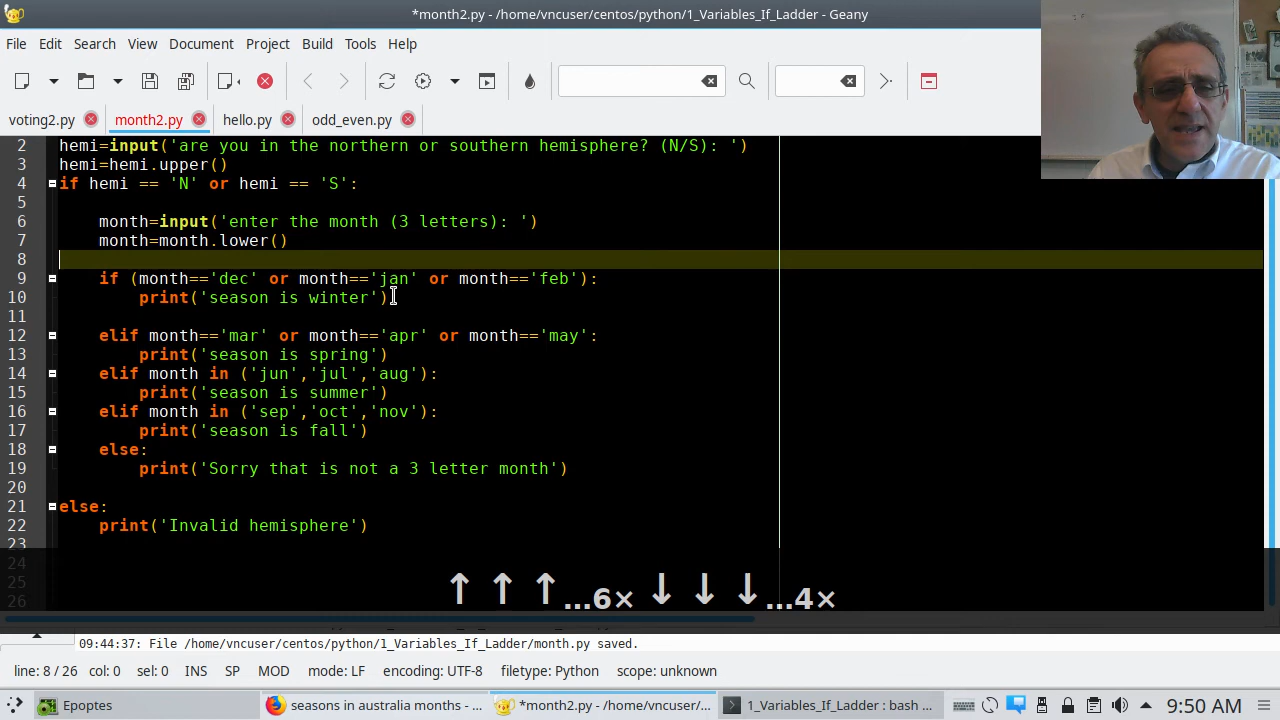 *month2.py - /home/vncuser/centos/python/1_Variables_If_Ladder - Geany
File Edit Search View Document Project Build Tools Help
voting2.py month2.py hello.py odd_even.py
2 hemi=input('are you in the northern or southern hemisphere? (N/S): ')
3 hemi=hemi.upper()
4 if hemi == 'N' or hemi == 'S':
5
6 month=input('enter the month (3 letters): ')
7 month=month.lower()
8
9 if (month=='dec' or month=='jan' or month=='feb'):
10 print('season is winter')
11
12 elif month=='mar' or month=='apr' or month=='may':
13 print('season is spring')
14 elif month in ('jun','jul','aug'):
15 print('season is summer')
16 elif month in ('sep','oct','nov'):
17 print('season is fall')
18 else:
19 print('Sorry that is not a 3 letter month')
20
21 else:
22 print('Invalid hemisphere')
23
24
25
26
↑ ↑ ↑ ...6× ↓ ↓ ↓ ...4×
09:44:37: File /home/vncuser/centos/python/1_Variables_If_Ladder/month.py saved.
line: 8 / 26 col: 0 sel: 0 INS SP MOD mode: LF encoding: UTF-8 filetype: Python scope: unknown
Epoptes seasons in australia months - ... *month2.py - /home/vncuser/... 1_Variables_If_Ladder : bash ... 9:50 AM